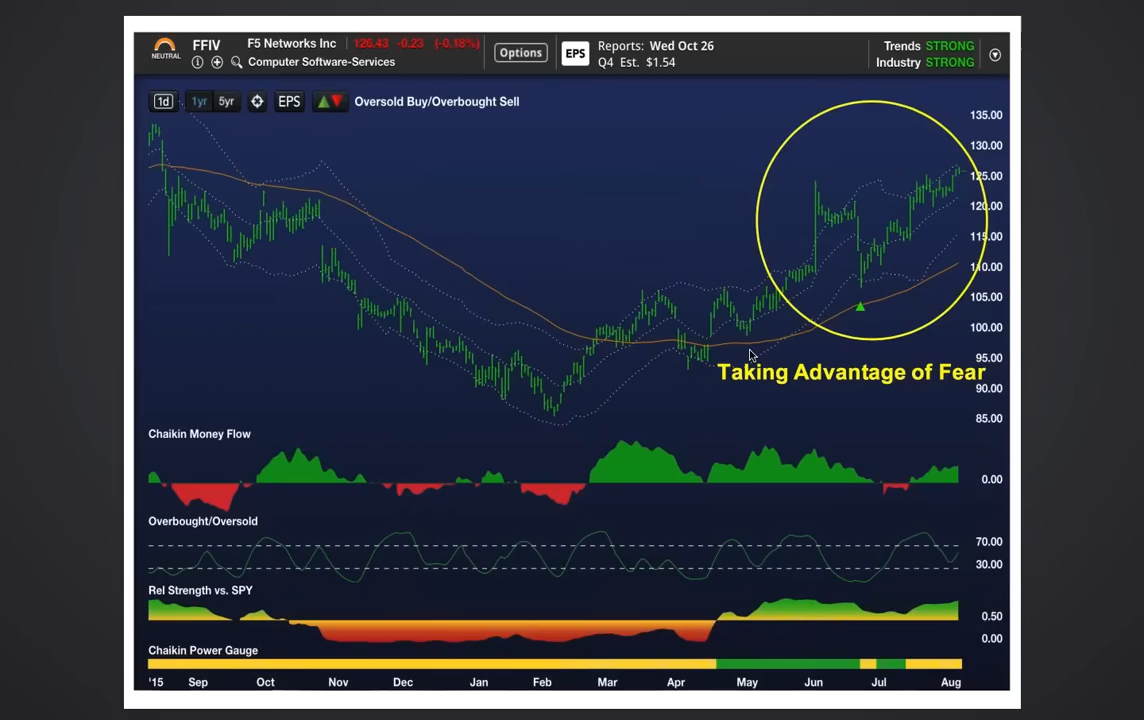 FFIV F5 Networks Inc 126.43 -0.23 (-0.18%)
NEUTRAL
Computer Software-Services
Options
EPS
Reports: Wed Oct 26
Q4 Est. $1.54
Trends STRONG
Industry STRONG
1d 1yr 5yr EPS Oversold Buy/Overbought Sell
135.00
130.00
125.00
120.00
115.00
110.00
105.00
100.00
95.00
Taking Advantage of Fear
90.00
85.00
Chaikin Money Flow
0.00
Overbought/Oversold
70.00
30.00
Rel Strength vs. SPY
0.50
0.00
Chaikin Power Gauge
'15 Sep Oct Nov Dec Jan Feb Mar Apr May Jun Jul Aug